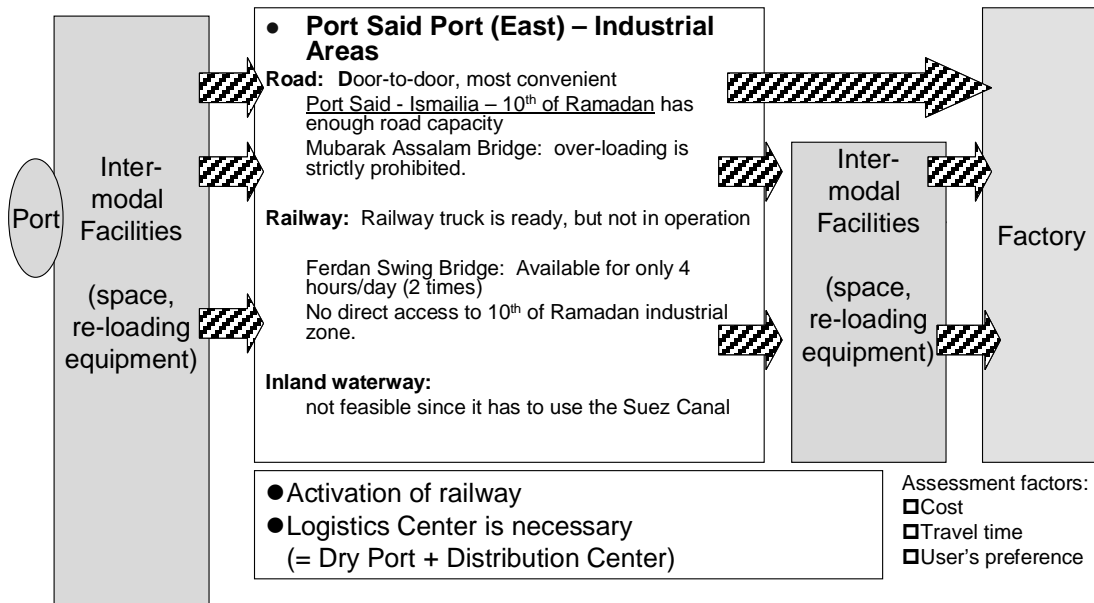 Port
Inter-
modal
Facilities
(space,
re-loading
equipment)
● Port Said Port (East) – Industrial
Areas
Road: Door-to-door, most convenient
Port Said - Ismailia – 10th of Ramadan has
enough road capacity
Mubarak Assalam Bridge: over-loading is
strictly prohibited.
Railway: Railway truck is ready, but not in operation
Ferdan Swing Bridge: Available for only 4
hours/day (2 times)
No direct access to 10th of Ramadan industrial
zone.
Inland waterway:
not feasible since it has to use the Suez Canal
Inter-
modal
Facilities
(space,
re-loading
equipment)
Factory
●Activation of railway
●Logistics Center is necessary
(= Dry Port + Distribution Center)
Assessment factors:
❑Cost
❑Travel time
❑User's preference